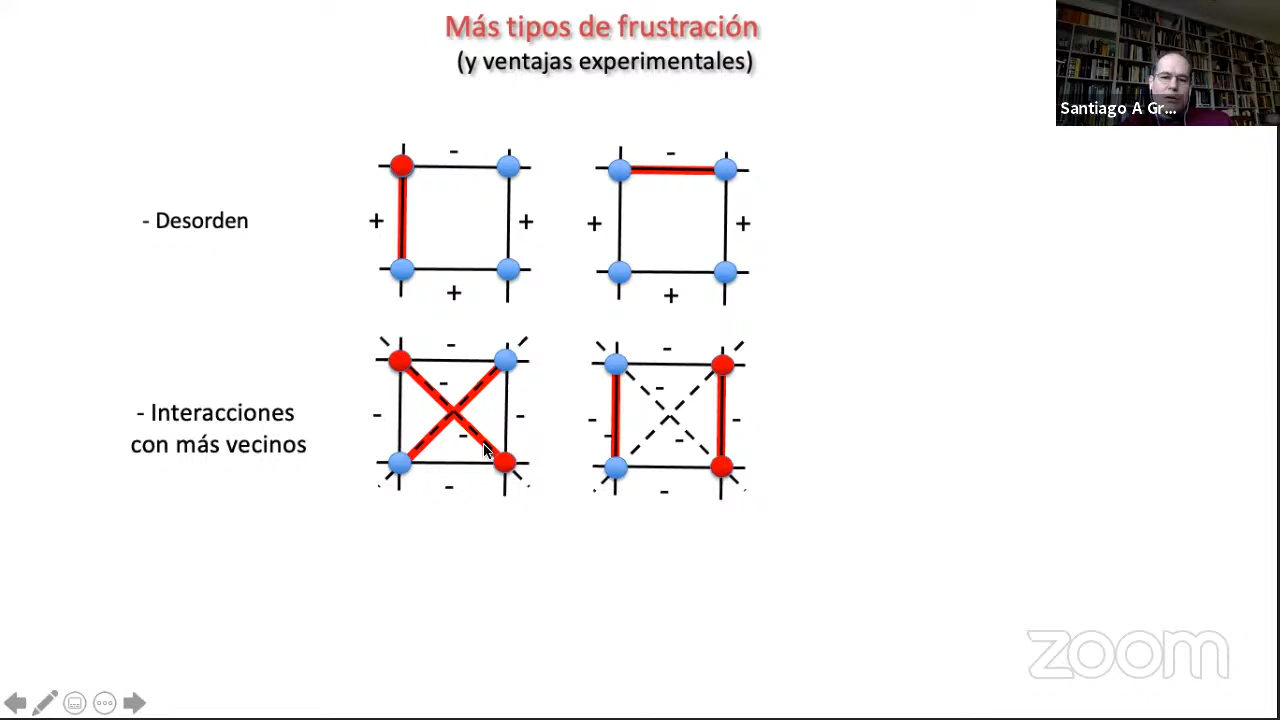 Más tipos de frustración
(y ventajas experimentales)
Santiago A Gr...
- Desorden
- -
+ + + +
+ +
- Interacciones
con más vecinos
- -
- -
- - - -
- - -
- -
zoom